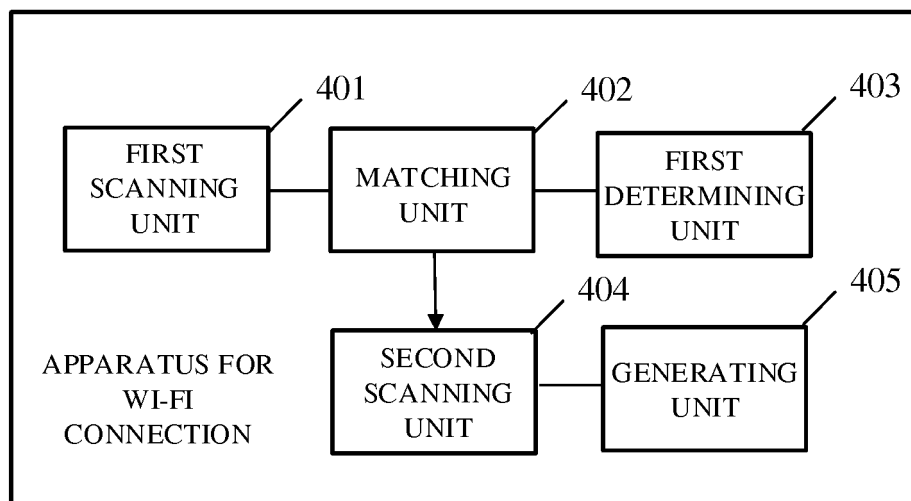 401
402
403
FIRST
SCANNING
UNIT
MATCHING
UNIT
FIRST
DETERMINING
UNIT
404
405
APPARATUS FOR
WI-FI
CONNECTION
SECOND
SCANNING
UNIT
GENERATING
UNIT